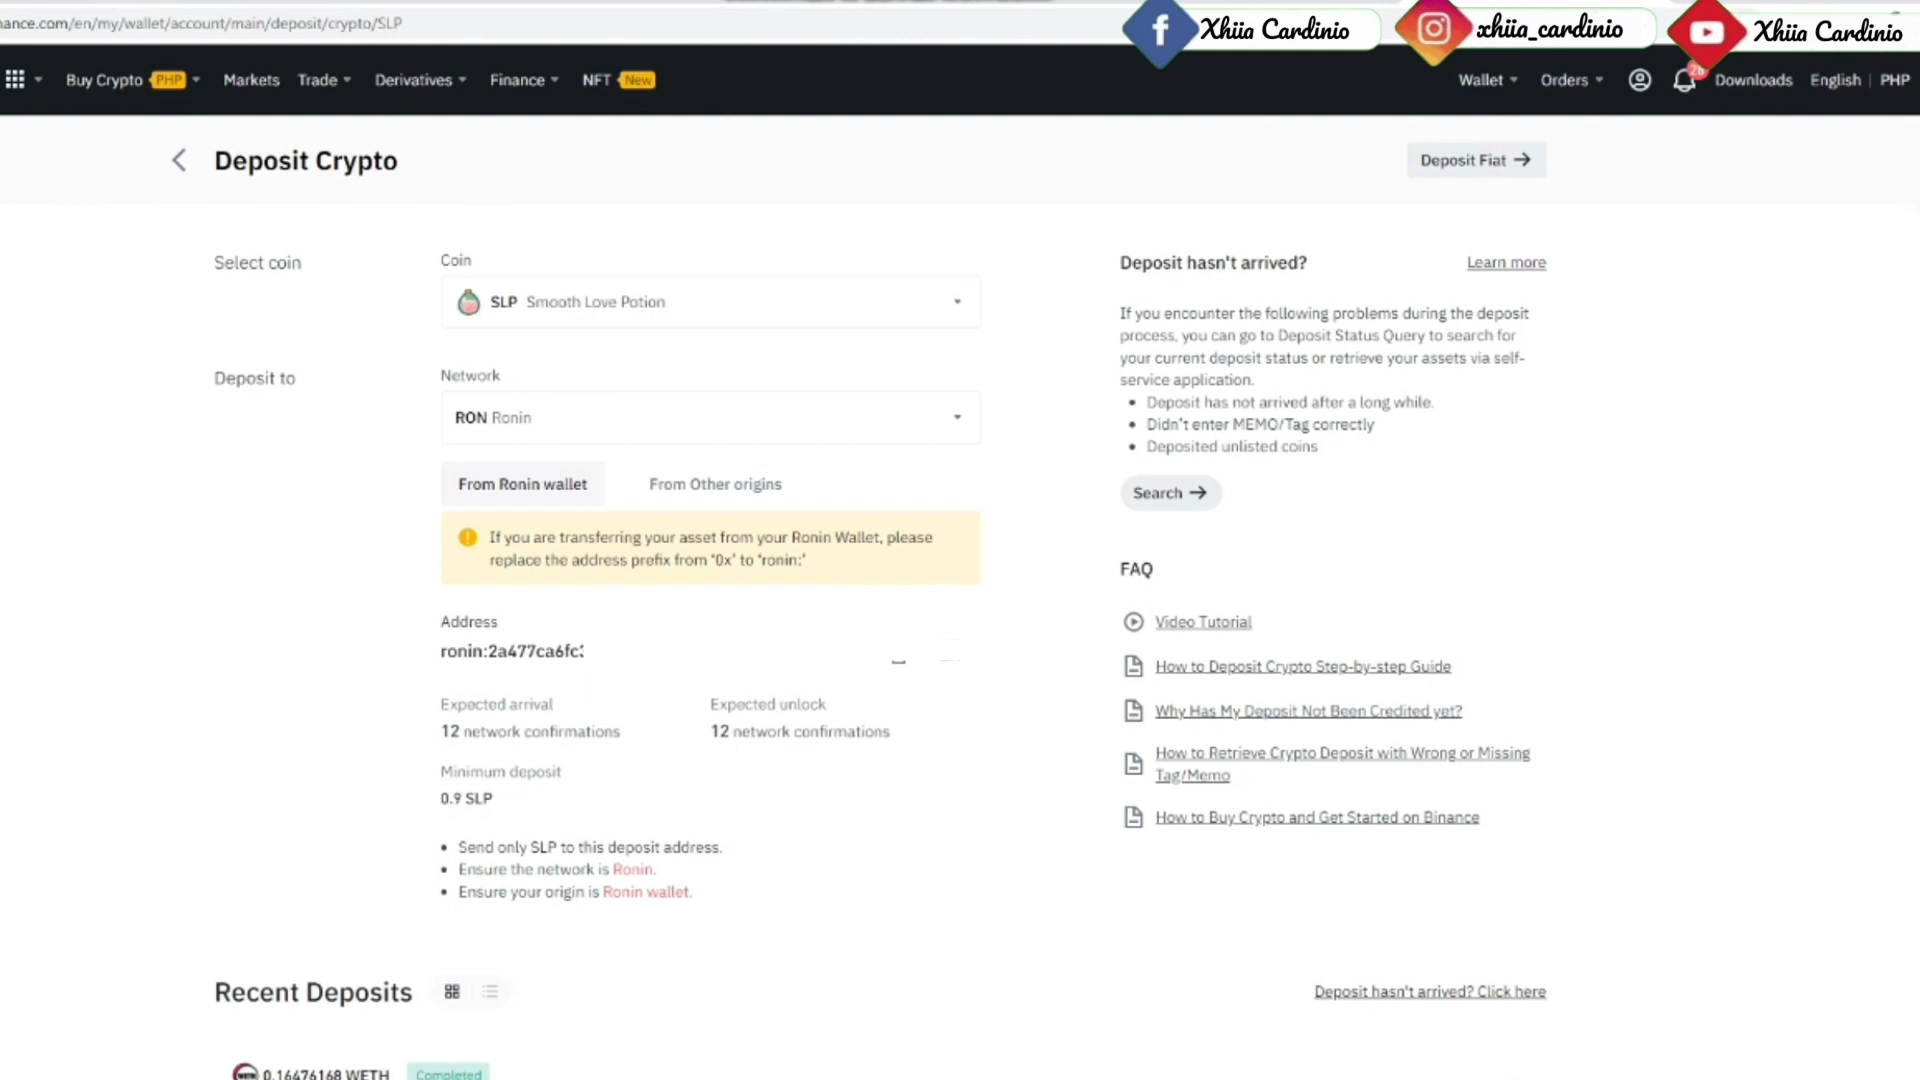 nance.com/en/my/wallet/account/main/deposit/crypto/SLP
Xhiia Cardinio
xhiia_cardinio
Xhiia Cardinio
Buy Crypto PHP
Markets
Trade
Derivatives
Finance
NFT New
Wallet
Orders
26
Downloads
English | PHP
Deposit Crypto
Deposit Fiat →
Select coin
Coin
SLP Smooth Love Potion
Deposit to
Network
RON Ronin
From Ronin wallet
From Other origins
If you are transferring your asset from your Ronin Wallet, please
replace the address prefix from '0x' to 'ronin:'
Address
ronin:2a477ca6fc
Expected arrival
12 network confirmations
Expected unlock
12 network confirmations
Minimum deposit
0.9 SLP
• Send only SLP to this deposit address.
• Ensure the network is Ronin.
• Ensure your origin is Ronin wallet.
Deposit hasn't arrived?
Learn more
If you encounter the following problems during the deposit
process, you can go to Deposit Status Query to search for
your current deposit status or retrieve your assets via self-
service application.
• Deposit has not arrived after a long while.
• Didn't enter MEMO/Tag correctly
• Deposited unlisted coins
Search →
FAQ
Video Tutorial
How to Deposit Crypto Step-by-step Guide
Why Has My Deposit Not Been Credited yet?
How to Retrieve Crypto Deposit with Wrong or Missing
Tag/Memo
How to Buy Crypto and Get Started on Binance
Recent Deposits
Deposit hasn't arrived? Click here
0.16476168 WETH
Completed